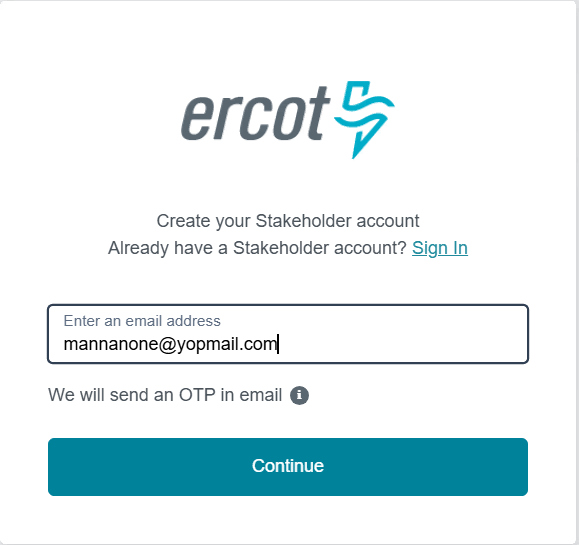 ercot
Create your Stakeholder account
Already have a Stakeholder account? Sign In
Enter an email address
mannanone@yopmail.com
We will send an OTP in email
Continue